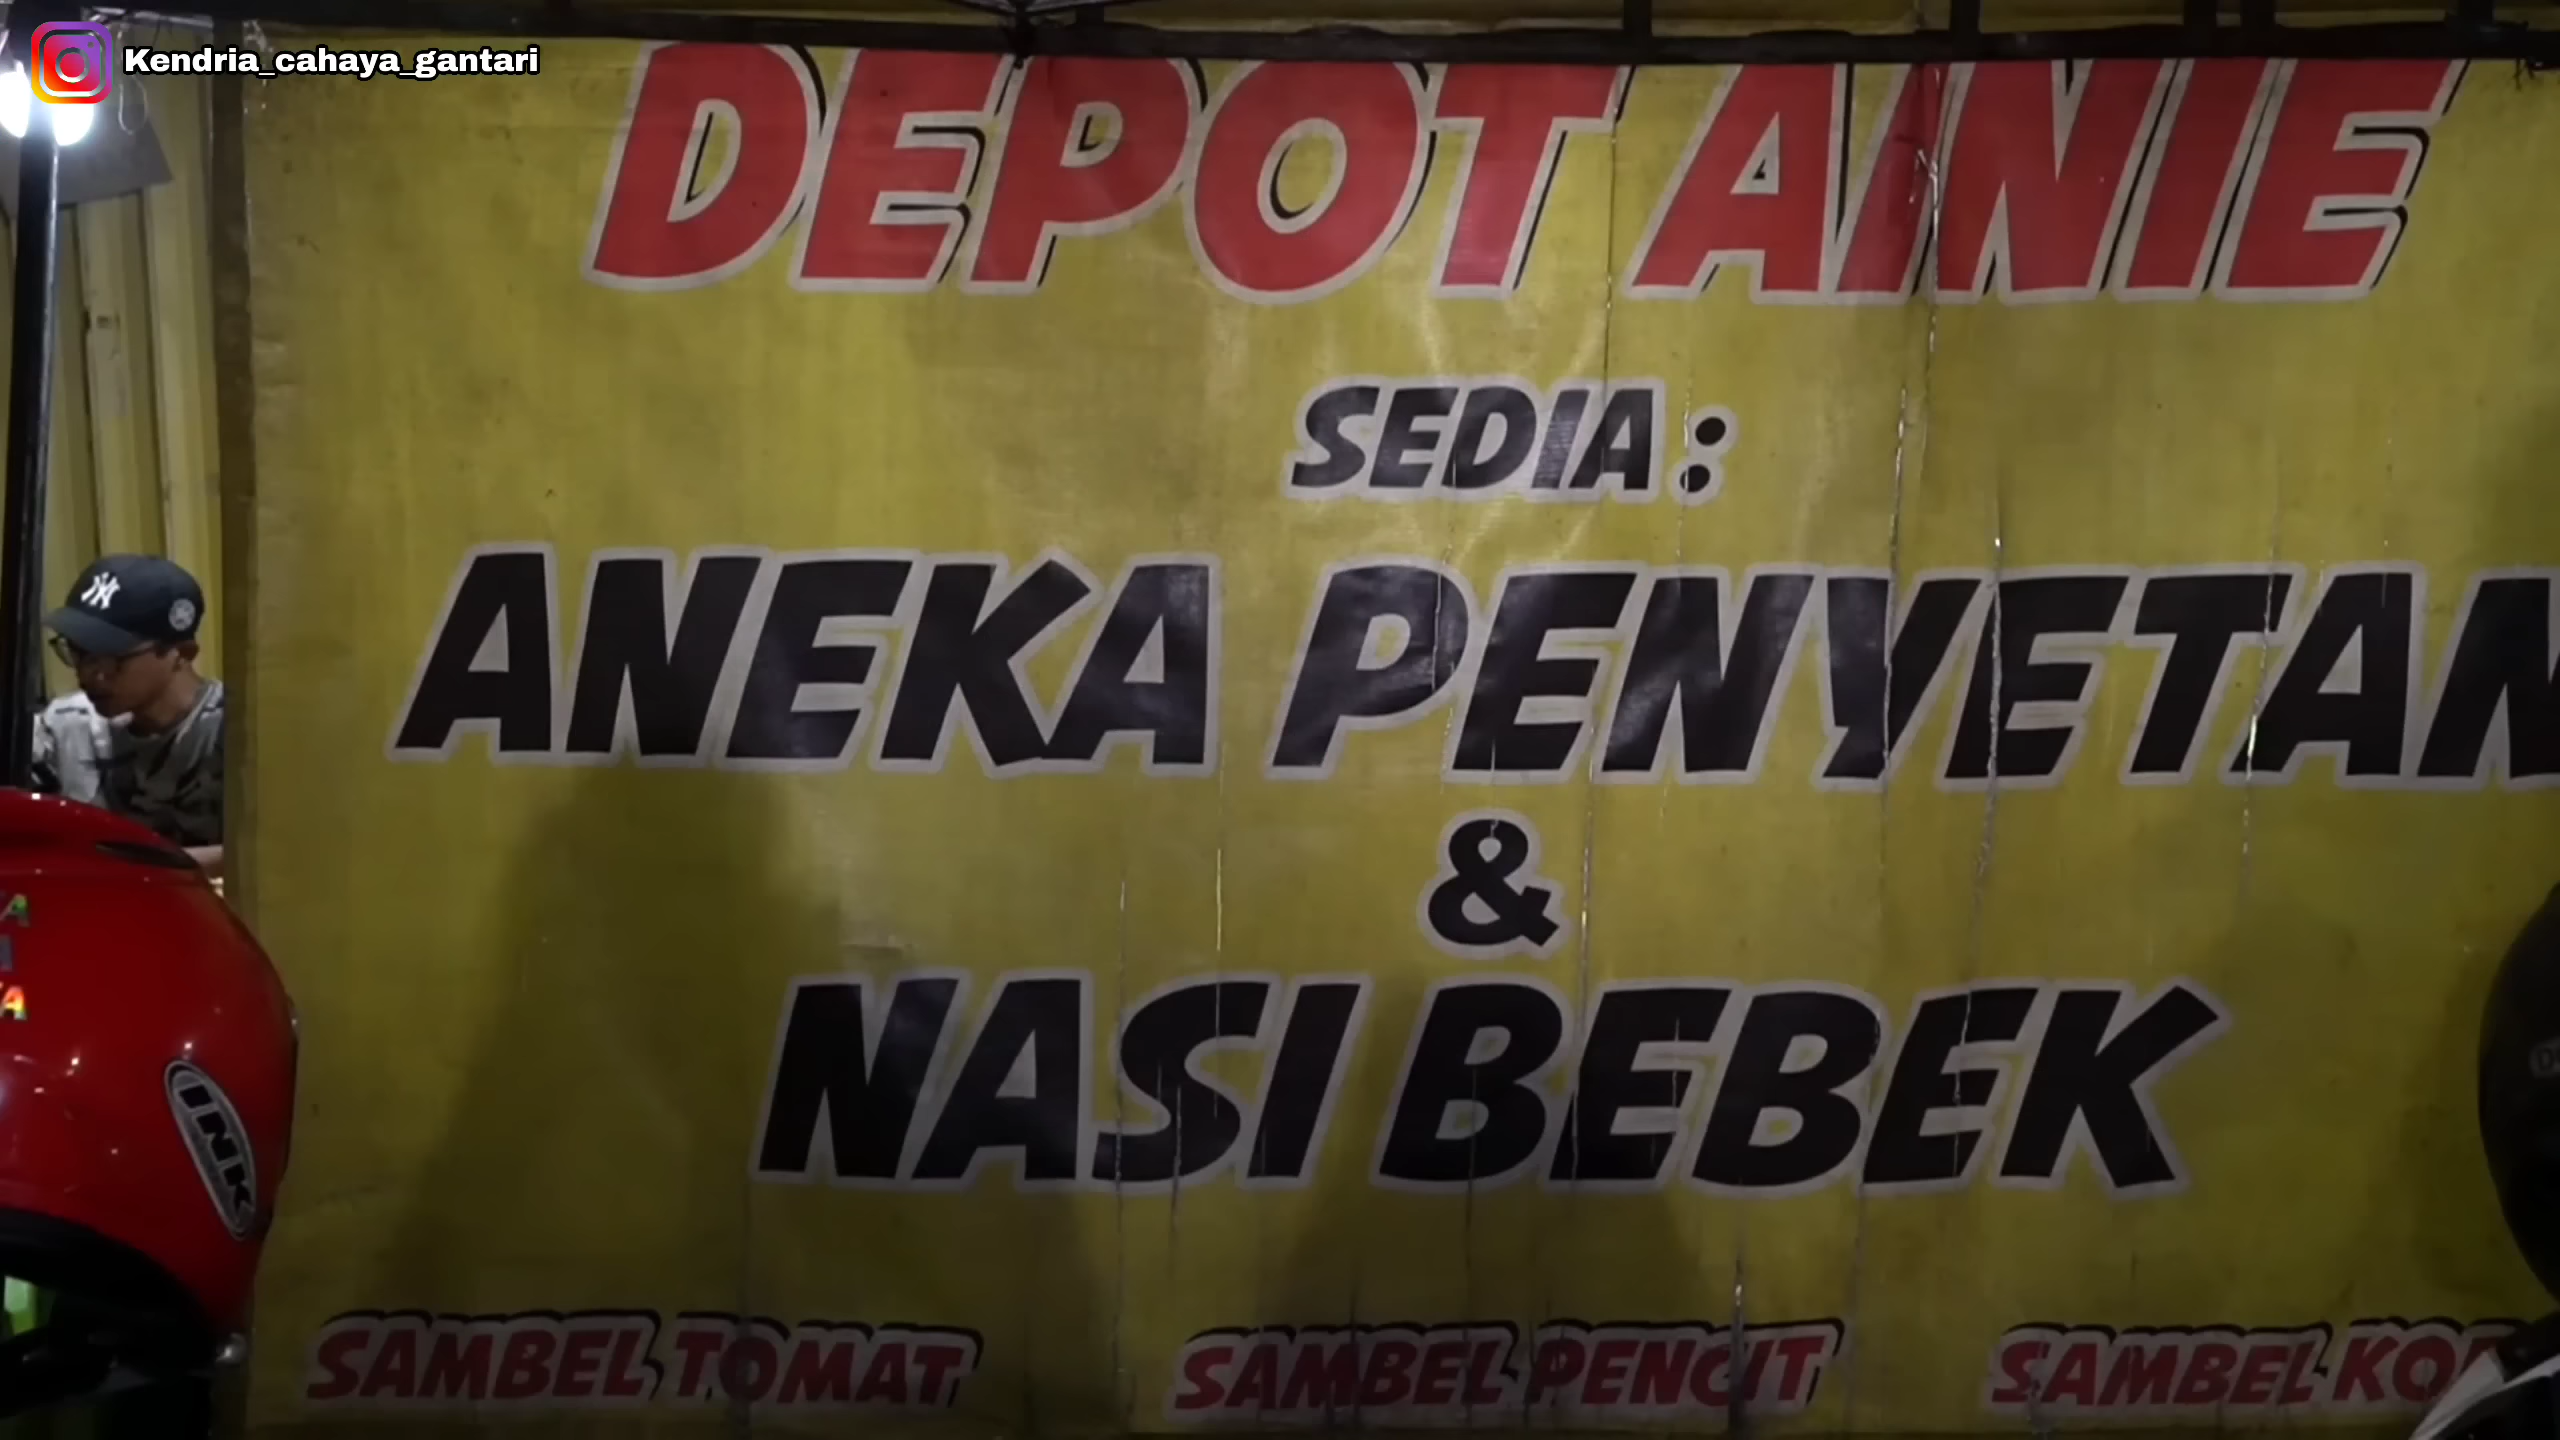 Kendria_cahaya_gantari
DEPOT AINIE
SEDIA :
ANEKA PENYETAN
&
NASI BEBEK
SAMBEL TOMAT
SAMBEL PENCIT
SAMBEL
INK